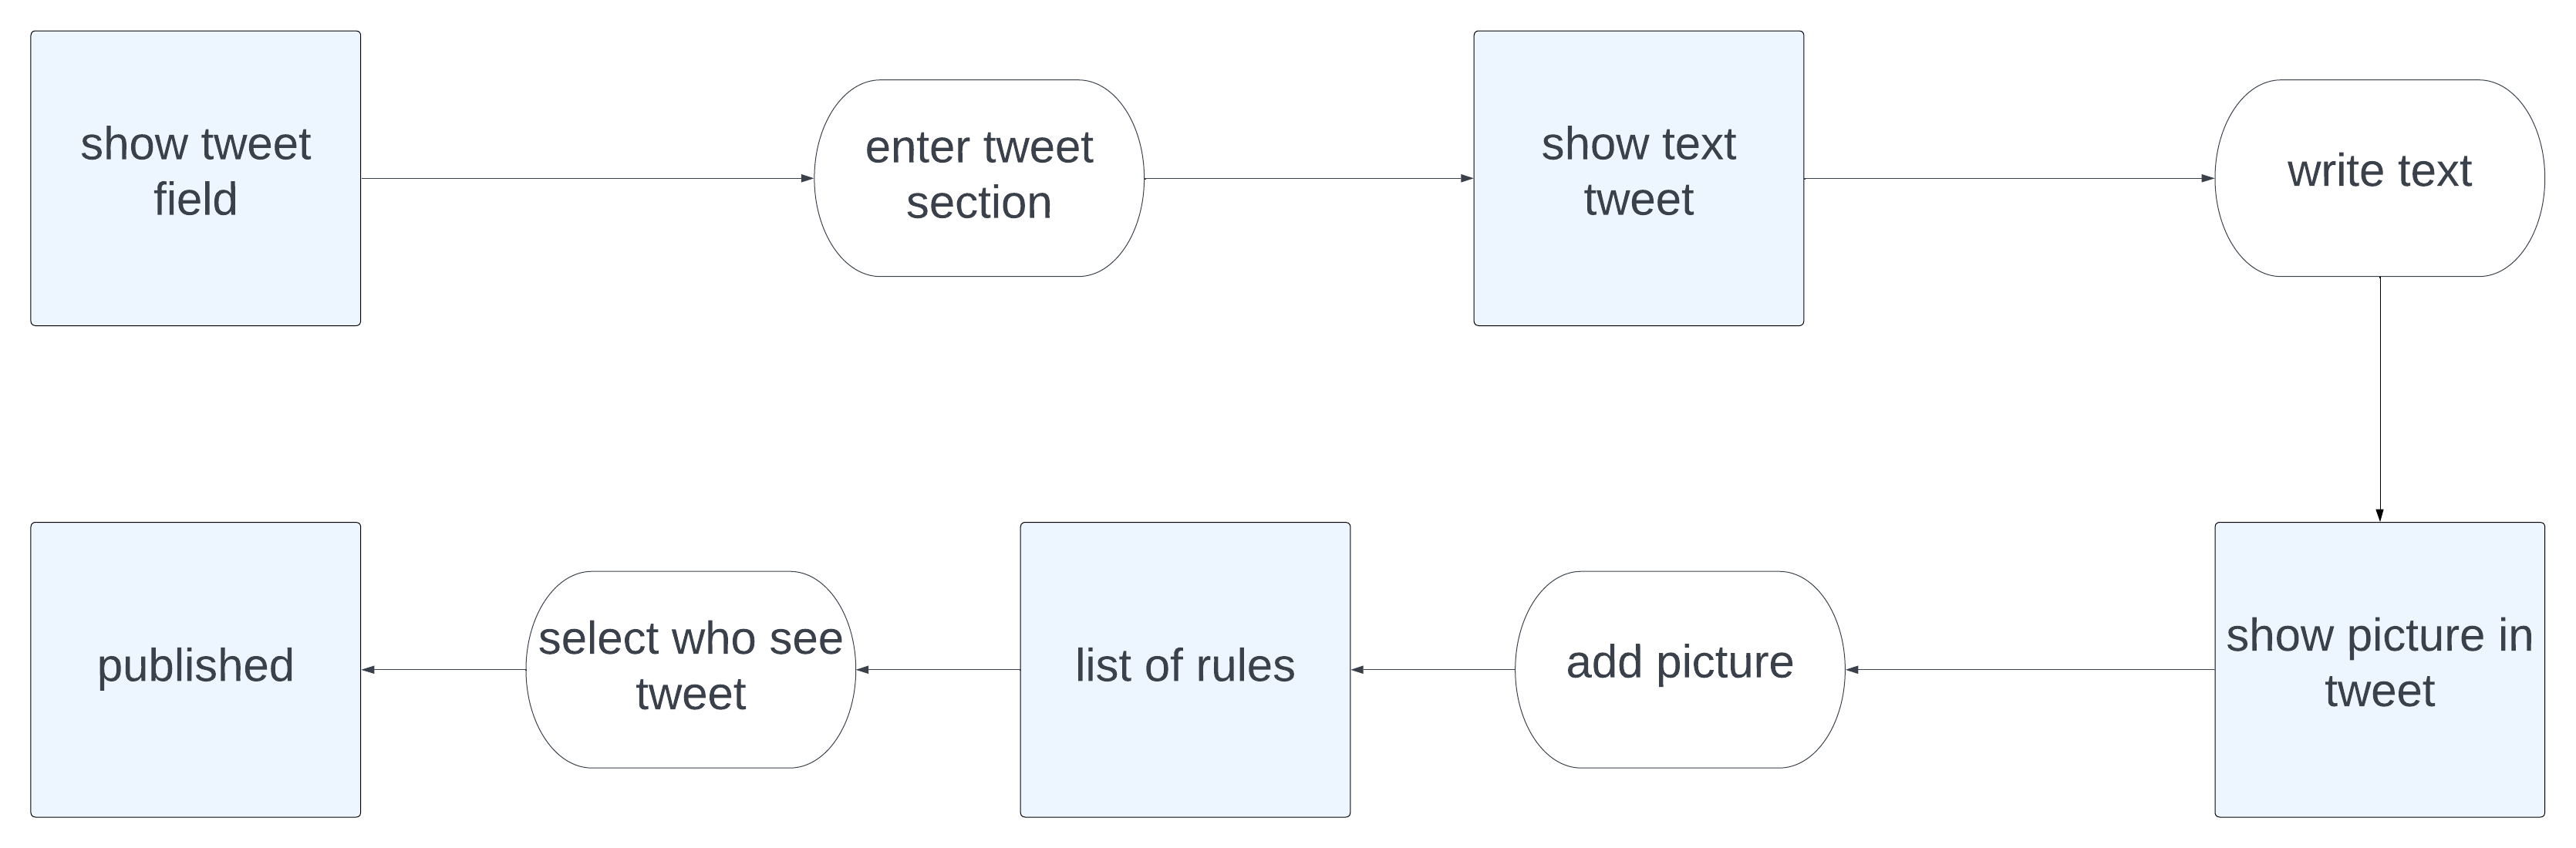 show tweet
field
enter tweet
section
show text
tweet
write text
show picture in
tweet
add picture
list of rules
select who see
tweet
published